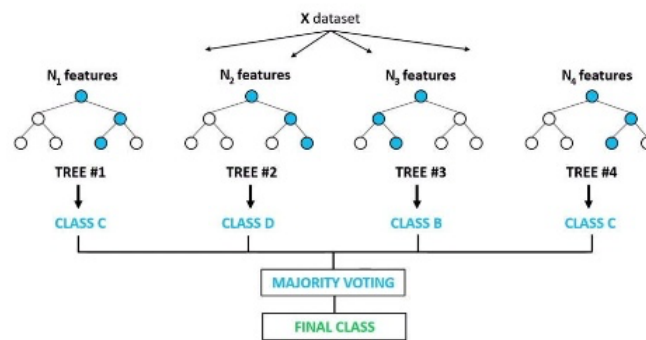 X dataset
N₁ features N₂ features N₃ features N₄ features
TREE #1 TREE #2 TREE #3 TREE #4
CLASS C CLASS D CLASS B CLASS C
MAJORITY VOTING
FINAL CLASS